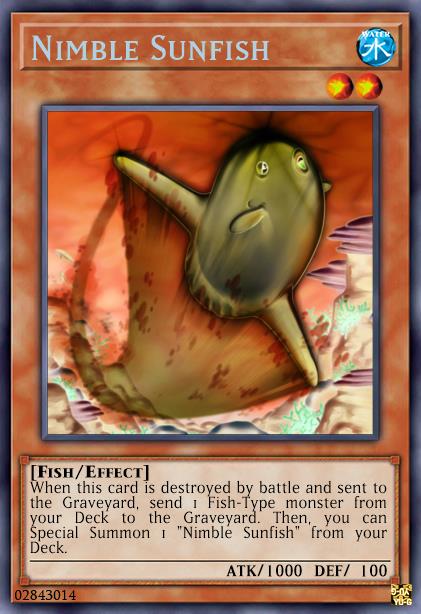 Nimble Sunfish
WATER
水
[Fish/Effect]
When this card is destroyed by battle and sent to
the Graveyard, send 1 Fish-Type monster from
your Deck to the Graveyard. Then, you can
Special Summon 1 "Nimble Sunfish" from your
Deck.
ATK/1000 DEF/ 100
02843014